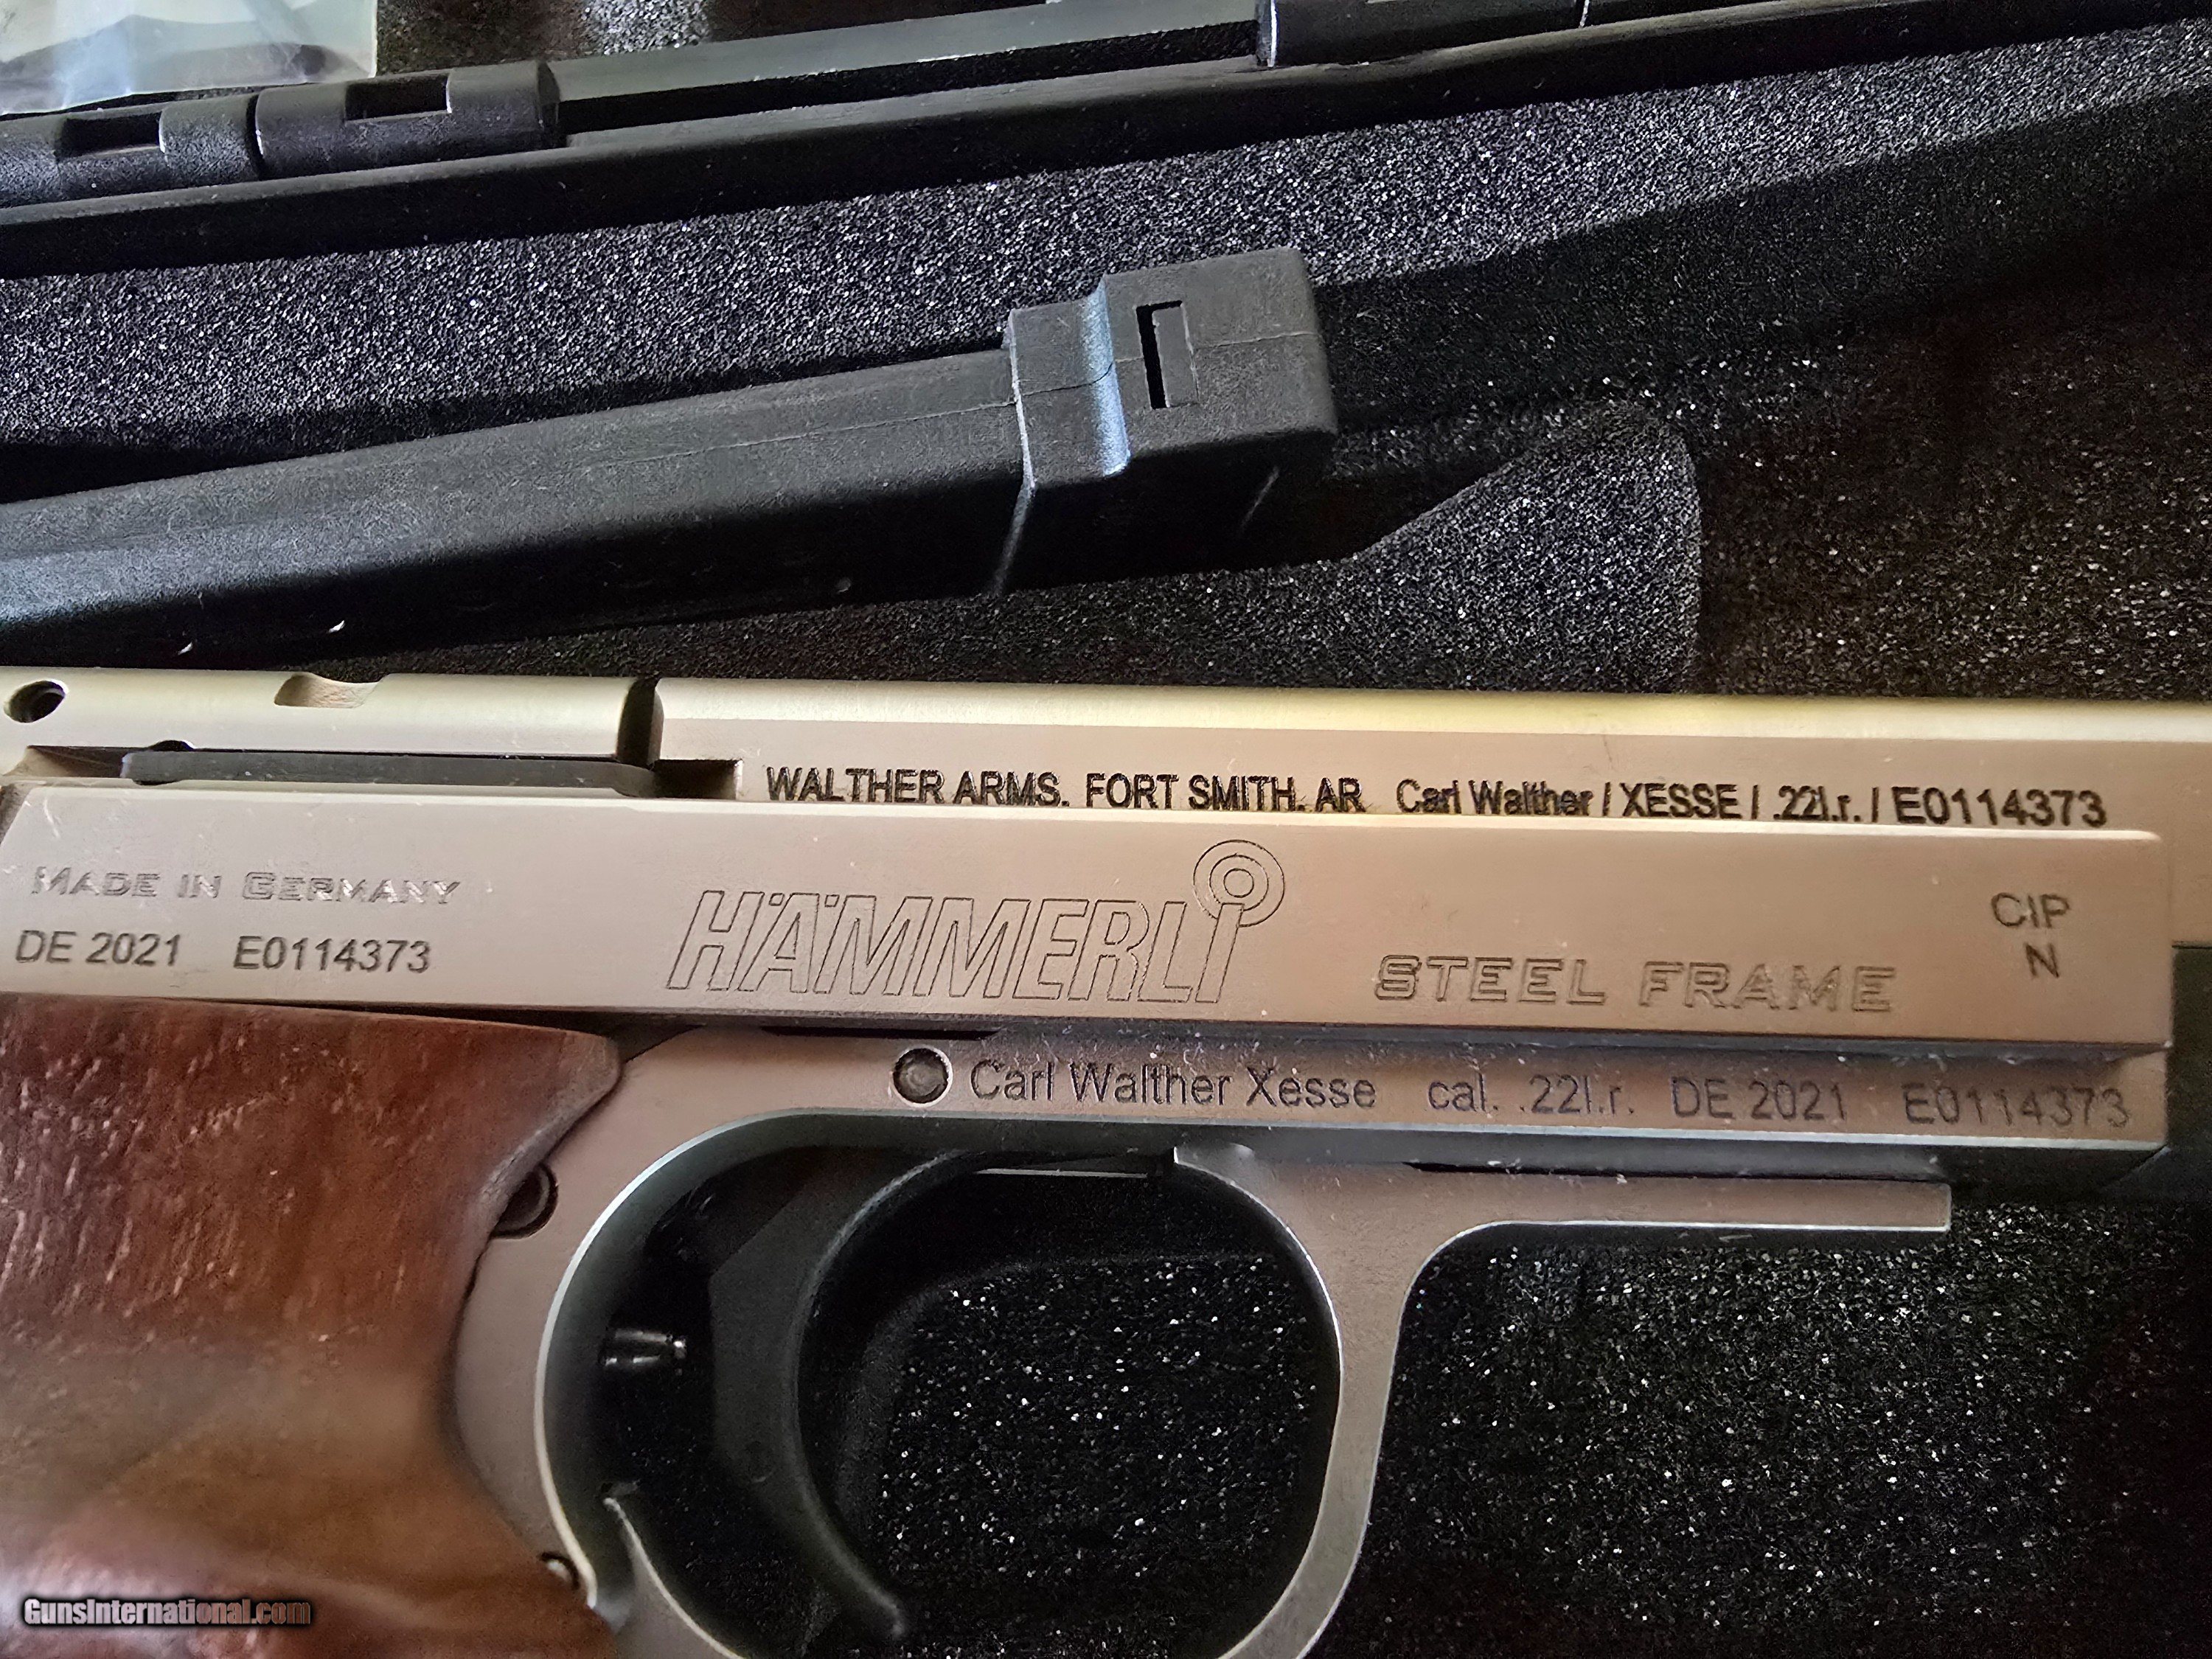 WALTHER ARMS. FORT SMITH. AR Carl Walther / XESSE / .22l.r. / E0114373
MADE IN GERMANY
DE 2021 E0114373
HÄMMERLi
STEEL FRAME
CIP
N
Carl Walther Xesse cal. .22l.r. DE 2021 E0114373
GunsInternational.com